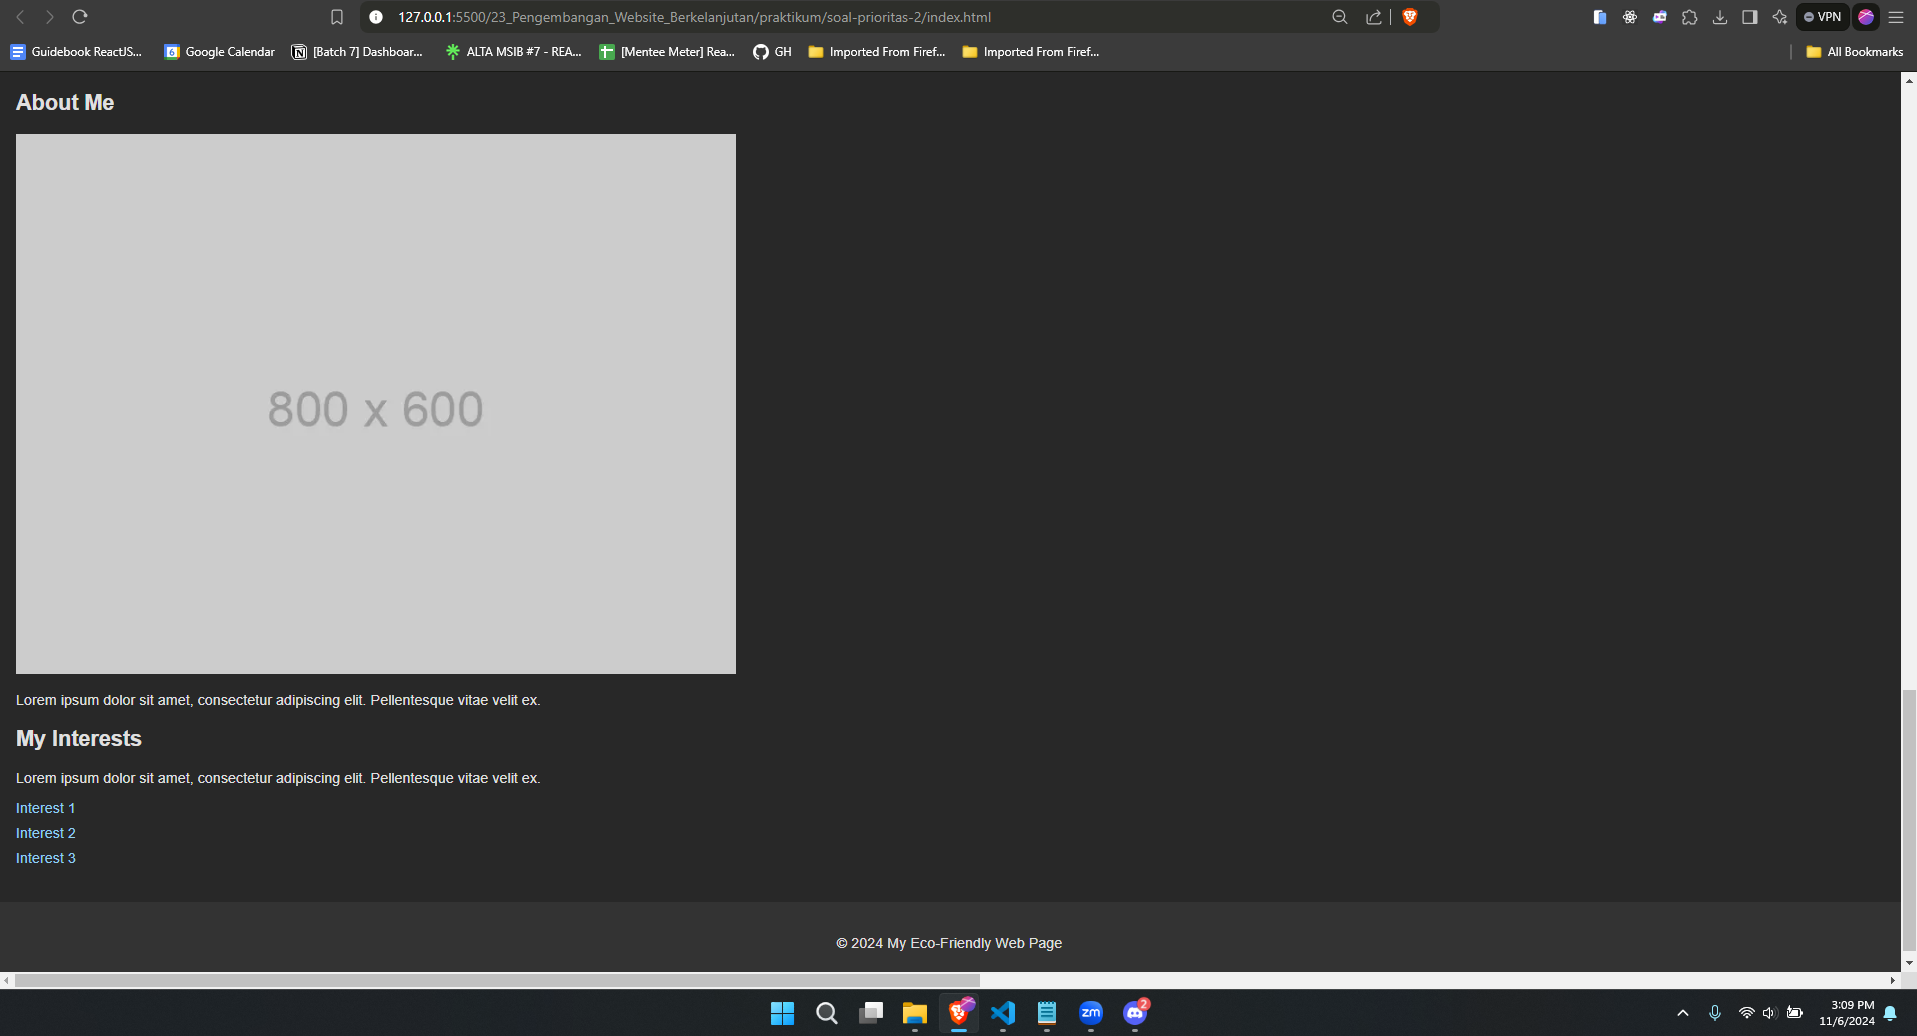 127.0.0.1:5500/23_Pengembangan_Website_Berkelanjutan/praktikum/soal-prioritas-2/index.html
VPN
Guidebook ReactJS...
6
Google Calendar
[Batch 7] Dashboar...
ALTA MSIB #7 - REA...
[Mentee Meter] Rea...
GH
Imported From Firef...
Imported From Firef...
All Bookmarks
About Me
800 x 600
Lorem ipsum dolor sit amet, consectetur adipiscing elit. Pellentesque vitae velit ex.
My Interests
Lorem ipsum dolor sit amet, consectetur adipiscing elit. Pellentesque vitae velit ex.
Interest 1
Interest 2
Interest 3
© 2024 My Eco-Friendly Web Page
zm
2
3:09 PM
11/6/2024